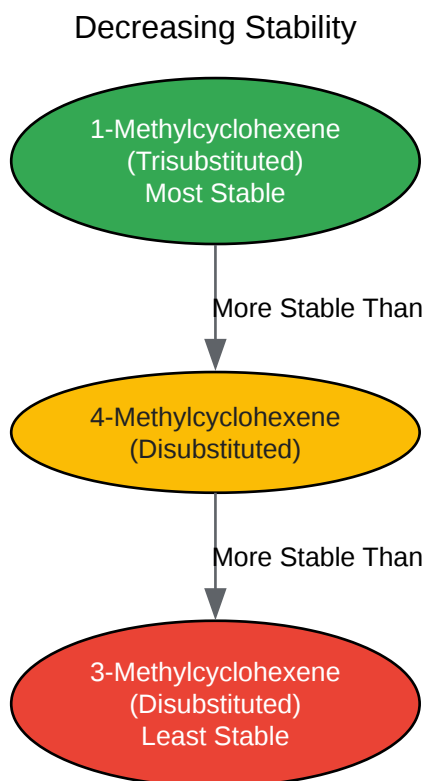 Decreasing Stability
1-Methylcyclohexene
(Trisubstituted)
Most Stable
More Stable Than
4-Methylcyclohexene
(Disubstituted)
More Stable Than
3-Methylcyclohexene
(Disubstituted)
Least Stable